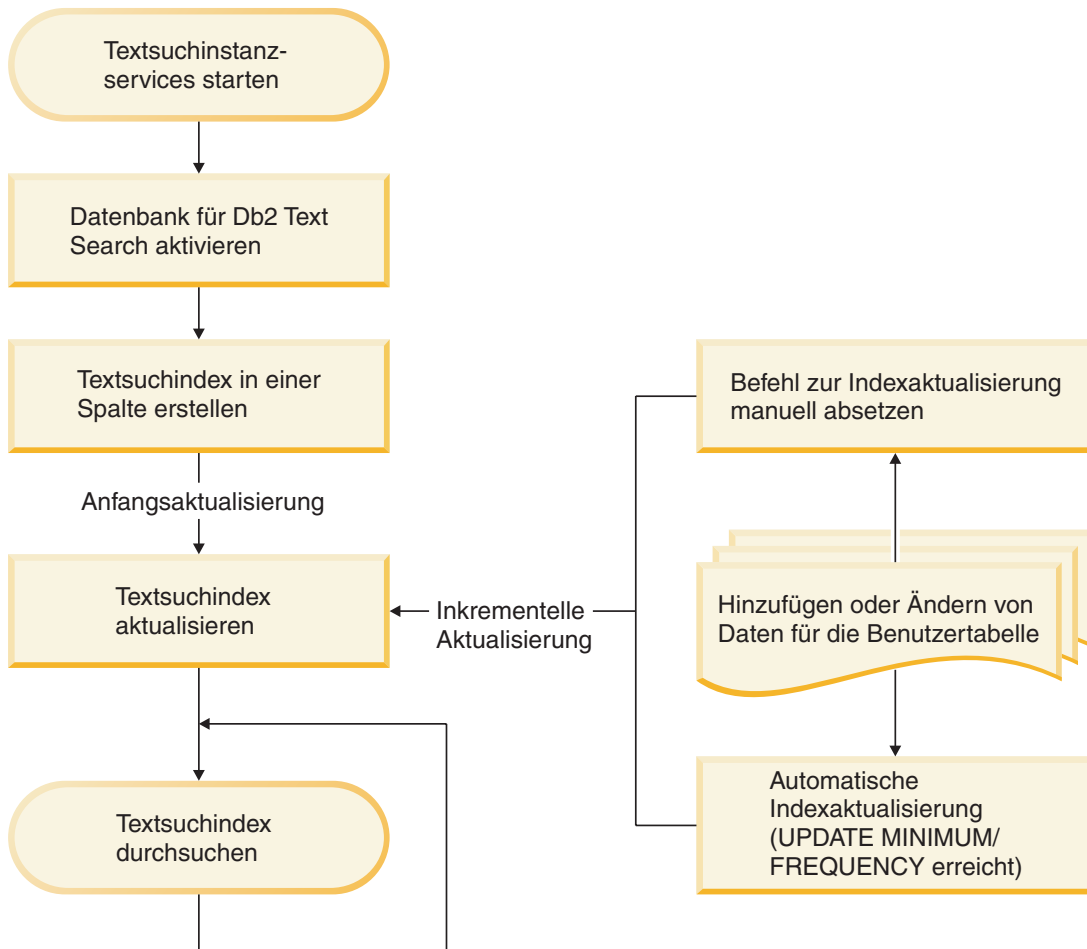 Textsuchinstanz-
services starten
Datenbank für Db2 Text
Search aktivieren
Textsuchindex in einer
Spalte erstellen
Anfangsaktualisierung
Textsuchindex
aktualisieren
Inkrementelle
Aktualisierung
Textsuchindex
durchsuchen
Befehl zur Indexaktualisierung
manuell absetzen
Hinzufügen oder Ändern von
Daten für die Benutzertabelle
Automatische
Indexaktualisierung
(UPDATE MINIMUM/
FREQUENCY erreicht)